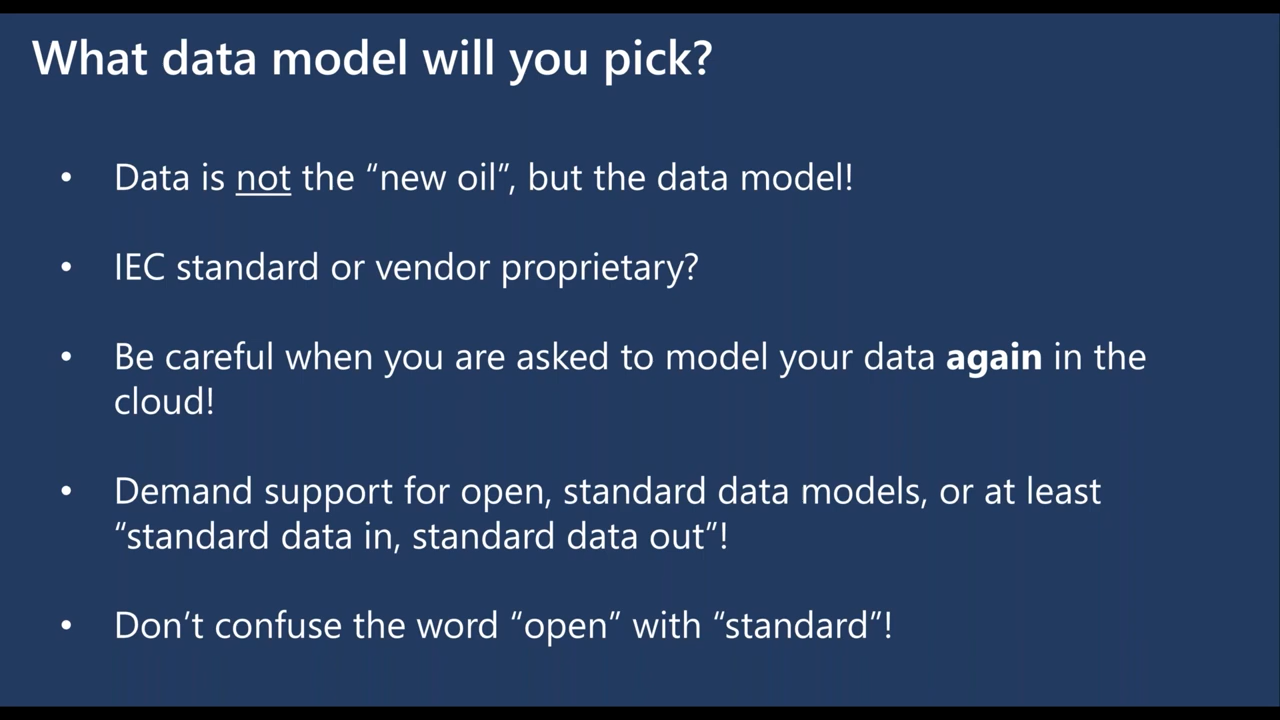 What data model will you pick?
• Data is not the “new oil”, but the data model!
• IEC standard or vendor proprietary?
• Be careful when you are asked to model your data again in the
cloud!
• Demand support for open, standard data models, or at least
“standard data in, standard data out”!
• Don’t confuse the word “open” with “standard”!